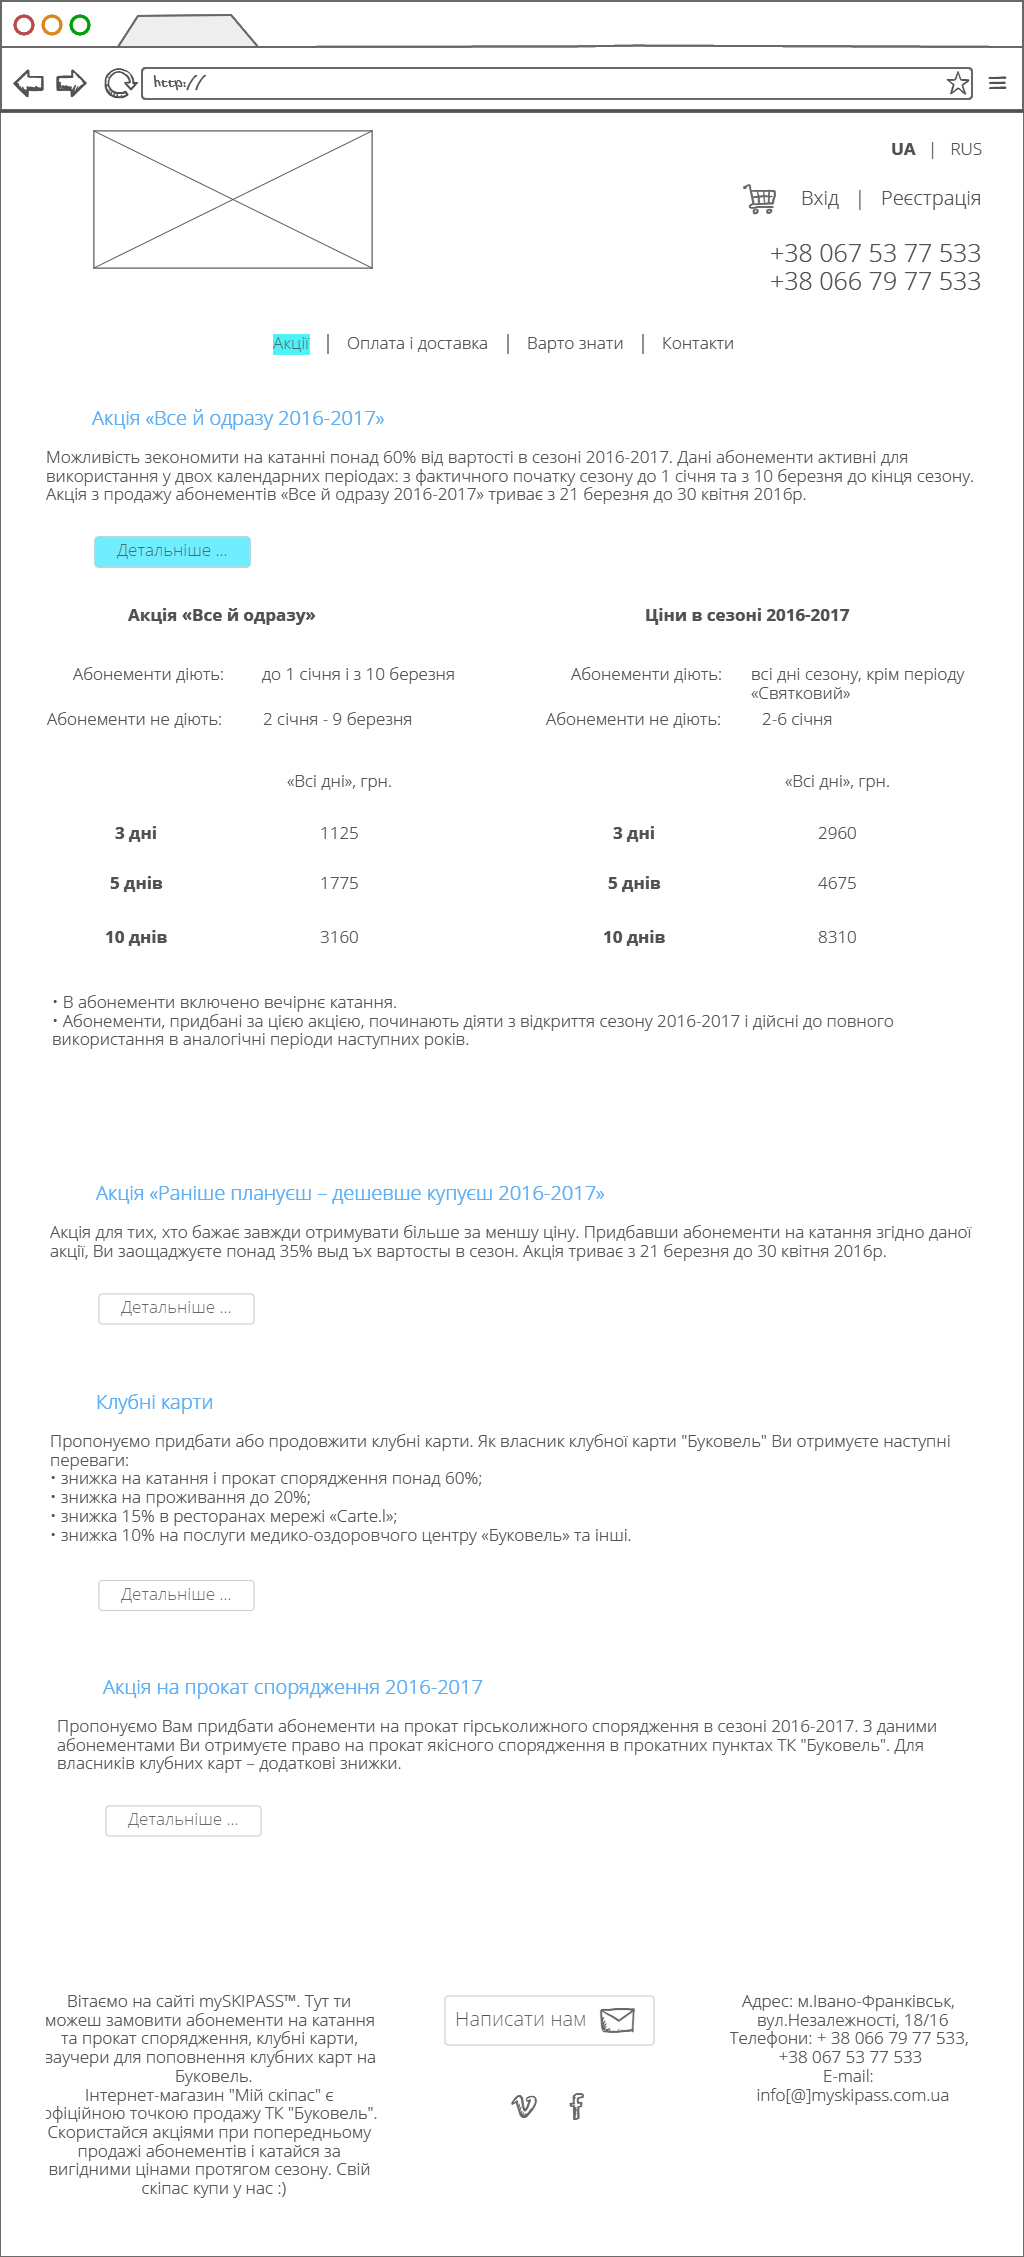 http://
UA | RUS
Вхід | Реєстрація
+38 067 53 77 533
+38 066 79 77 533
Акції | Оплата і доставка | Варто знати | Контакти
Акція «Все й одразу 2016-2017»
Можливість зекономити на катанні понад 60% від вартості в сезоні 2016-2017. Дані абонементи активні для
використання у двох календарних періодах: з фактичного початку сезону до 1 січня та з 10 березня до кінця сезону.
Акція з продажу абонементів «Все й одразу 2016-2017» триває з 21 березня до 30 квітня 2016р.
Детальніше ...
Акція «Все й одразу»
Абонементи діють: до 1 січня і з 10 березня
Абонементи не діють: 2 січня - 9 березня
«Всі дні», грн.
3 дні 1125
5 днів 1775
10 днів 3160
Ціни в сезоні 2016-2017
Абонементи діють: всі дні сезону, крім періоду
«Святковий»
Абонементи не діють: 2-6 січня
«Всі дні», грн.
3 дні 2960
5 днів 4675
10 днів 8310
• В абонементи включено вечірнє катання.
• Абонементи, придбані за цією акцією, починають діяти з відкриття сезону 2016-2017 і дійсні до повного
використання в аналогічні періоди наступних років.
Акція «Раніше плануєш – дешевше купуєш 2016-2017»
Акція для тих, хто бажає завжди отримувати більше за меншу ціну. Придбавши абонементи на катання згідно даної
акції, Ви заощаджуєте понад 35% выд ъх вартосты в сезон. Акція триває з 21 березня до 30 квітня 2016р.
Детальніше ...
Клубні карти
Пропонуємо придбати або продовжити клубні карти. Як власник клубної карти "Буковель" Ви отримуєте наступні
переваги:
• знижка на катання і прокат спорядження понад 60%;
• знижка на проживання до 20%;
• знижка 15% в ресторанах мережі «Carte.l»;
• знижка 10% на послуги медико-оздоровчого центру «Буковель» та інші.
Детальніше ...
Акція на прокат спорядження 2016-2017
Пропонуємо Вам придбати абонементи на прокат гірськолижного спорядження в сезоні 2016-2017. З даними
абонементами Ви отримуєте право на прокат якісного спорядження в прокатних пунктах ТК "Буковель". Для
власників клубних карт – додаткові знижки.
Детальніше ...
Вітаємо на сайті mySKIPASS™. Тут ти
можеш замовити абонементи на катання
та прокат спорядження, клубні карти,
ваучери для поповнення клубних карт на
Буковель.
Інтернет-магазин "Мій скіпас" є
офіційною точкою продажу ТК "Буковель".
Скористайся акціями при попередньому
продажі абонементів і катайся за
вигідними цінами протягом сезону. Свій
скіпас купи у нас :)
Написати нам
Адрес: м.Івано-Франківськ,
вул.Незалежності, 18/16
Телефони: + 38 066 79 77 533,
+38 067 53 77 533
E-mail:
info[@]myskipass.com.ua